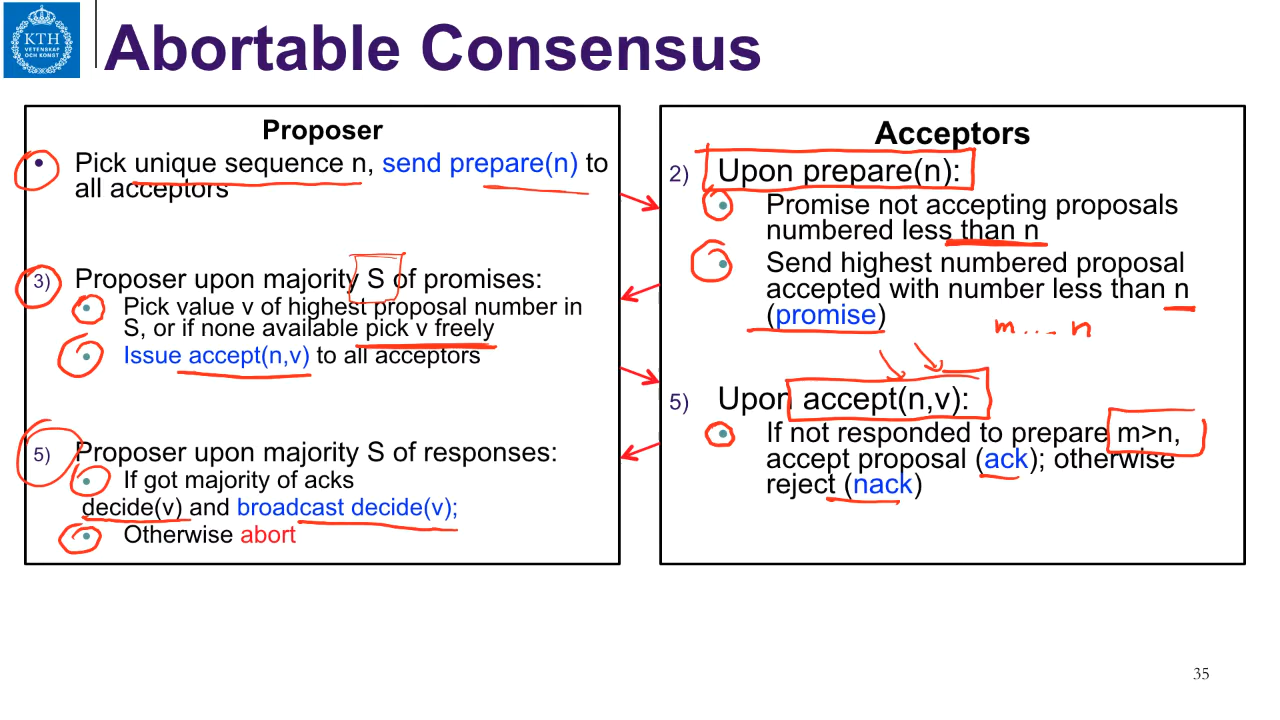 KTH
VETENSKAP
OCH KONST
Abortable Consensus
Proposer
• Pick unique sequence n, send prepare(n) to
all acceptors
3) Proposer upon majority S of promises:
• Pick value v of highest proposal number in
S, or if none available pick v freely
• Issue accept(n,v) to all acceptors
5) Proposer upon majority S of responses:
• If got majority of acks
decide(v) and broadcast decide(v);
• Otherwise abort
Acceptors
2) Upon prepare(n):
• Promise not accepting proposals
numbered less than n
• Send highest numbered proposal
accepted with number less than n
(promise)
m .... n
5) Upon accept(n,v):
• If not responded to prepare m>n,
accept proposal (ack); otherwise
reject (nack)
35